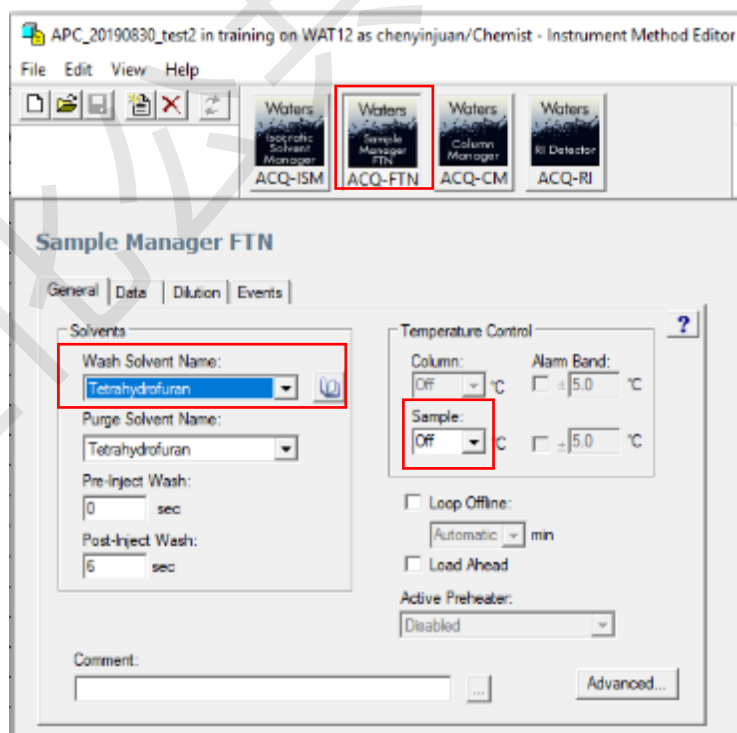 APC_20190830_test2 in training on WAT12 as chenyinjuan/Chemist - Instrument Method Editor
File Edit View Help
Waters Isocratic Solvent Manager ACQ-ISM
Waters Sample Manager FTN ACQ-FTN
Waters Column Manager ACQ-CM
Waters RI Detector ACQ-RI
Sample Manager FTN
General Data Dilution Events
Solvents
Wash Solvent Name:
Tetrahydrofuran
Purge Solvent Name:
Tetrahydrofuran
Pre-Inject Wash:
0 sec
Post-Inject Wash:
6 sec
Temperature Control
?
Column: Alarm Band:
Off ℃ ± 5.0 ℃
Sample:
Off ℃ ± 5.0 ℃
Loop Offline:
Automatic min
Load Ahead
Active Preheater:
Disabled
Comment:
... Advanced...